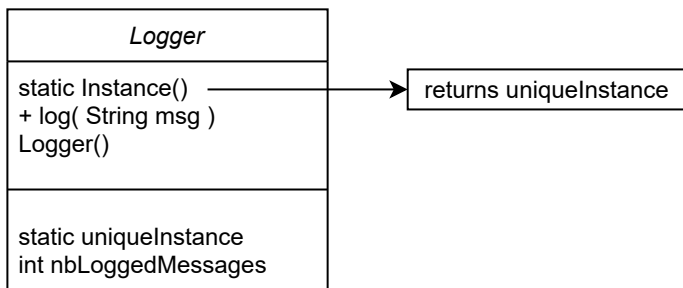 Logger
static Instance()
+ log( String msg )
Logger()
returns uniqueInstance
static uniqueInstance
int nbLoggedMessages